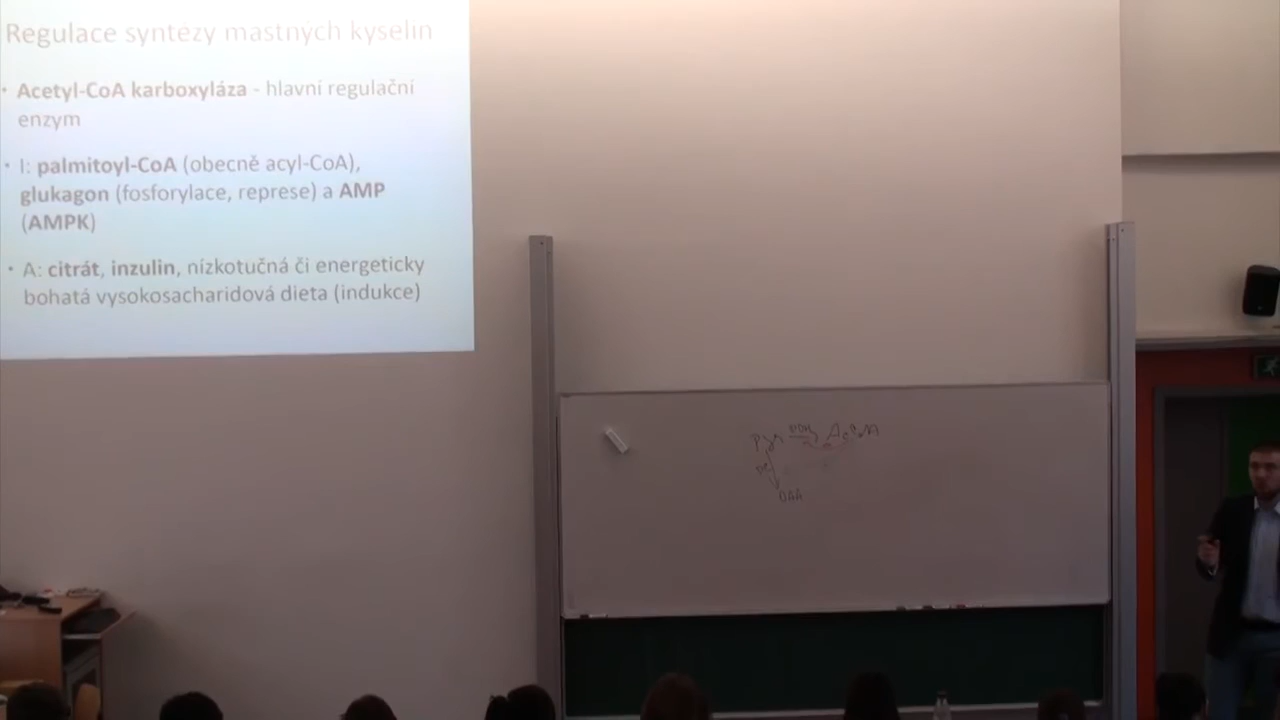 Regulace syntézy mastných kyselin
• Acetyl-CoA karboxyláza - hlavní regulační
enzym
• I: palmitoyl-CoA (obecně acyl-CoA),
glukagon (fosforylace, represe) a AMP
(AMPK)
• A: citrát, inzulin, nízkotučná či energeticky
bohatá vysokosacharidová dieta (indukce)
Pyr PDH AcCoA
OAA